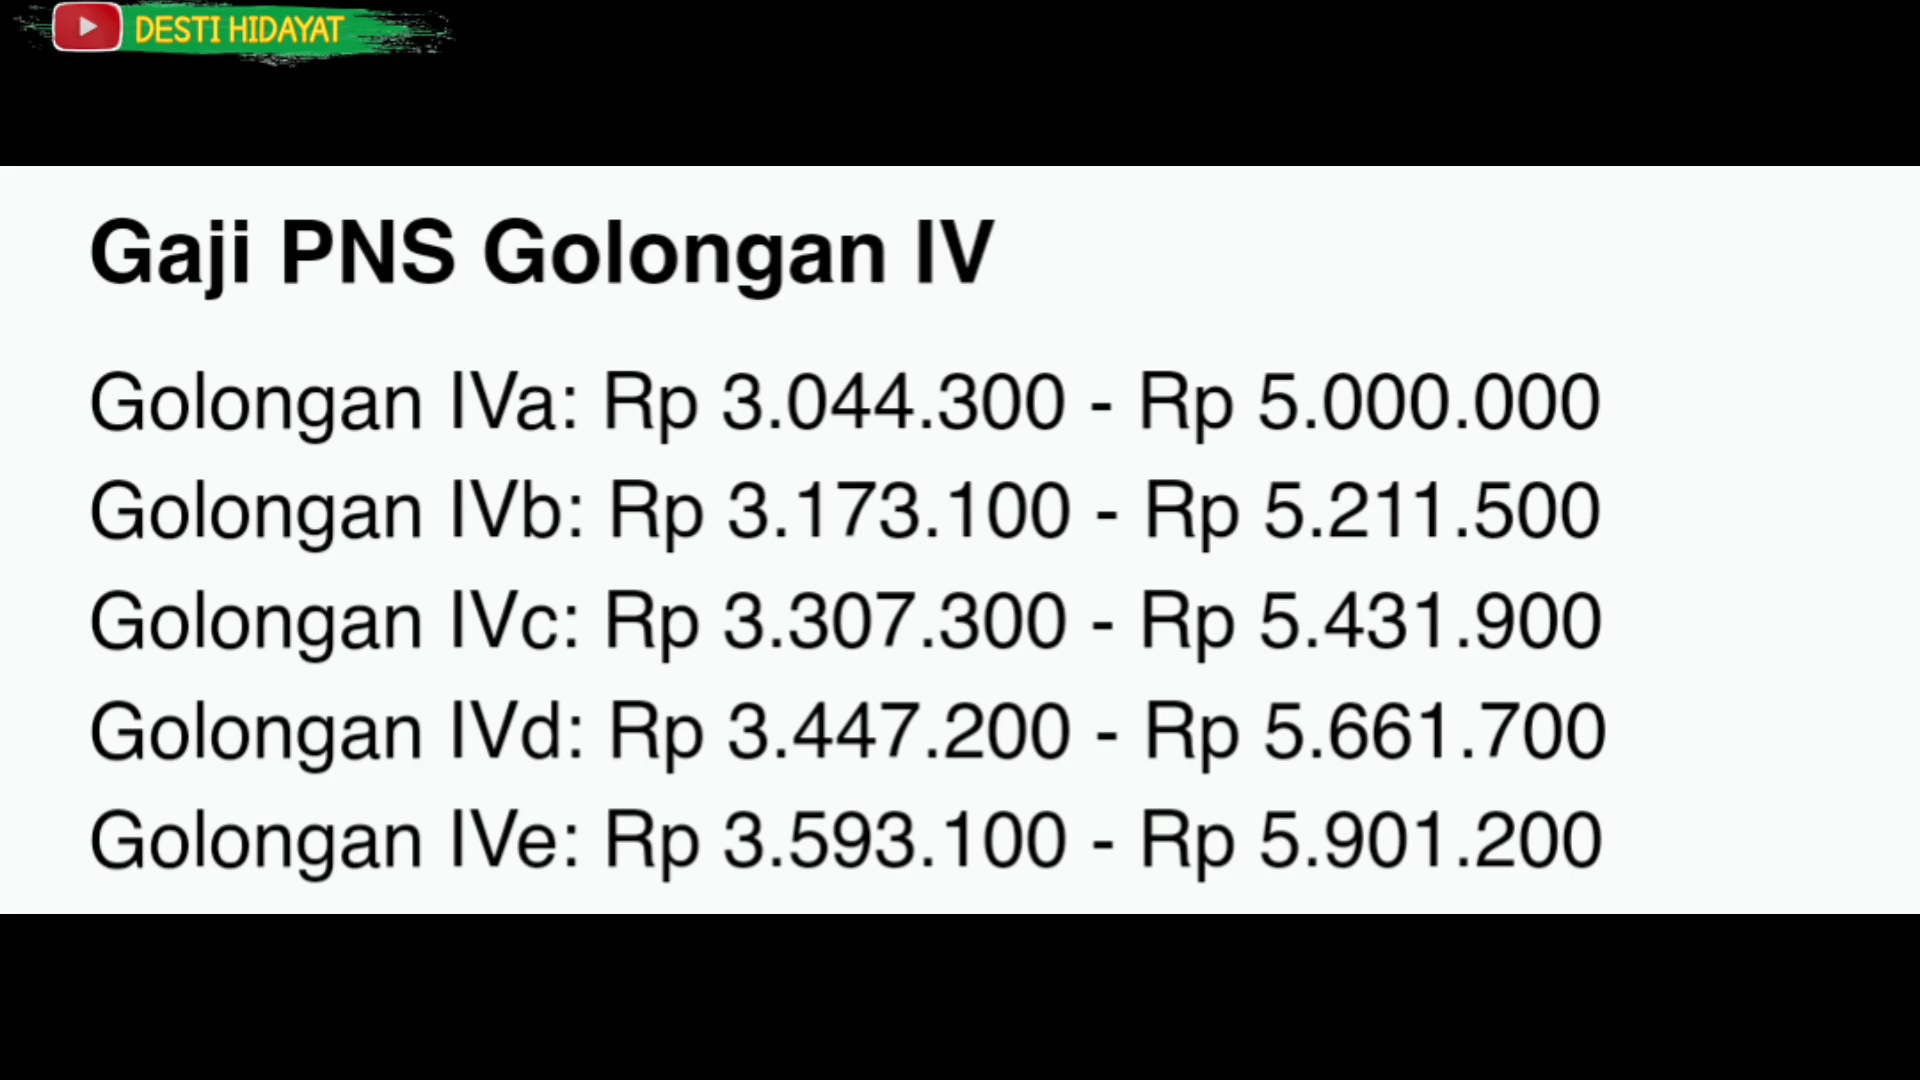 DESTI HIDAYAT
Gaji PNS Golongan IV
Golongan IVa: Rp 3.044.300 - Rp 5.000.000
Golongan IVb: Rp 3.173.100 - Rp 5.211.500
Golongan IVc: Rp 3.307.300 - Rp 5.431.900
Golongan IVd: Rp 3.447.200 - Rp 5.661.700
Golongan IVe: Rp 3.593.100 - Rp 5.901.200